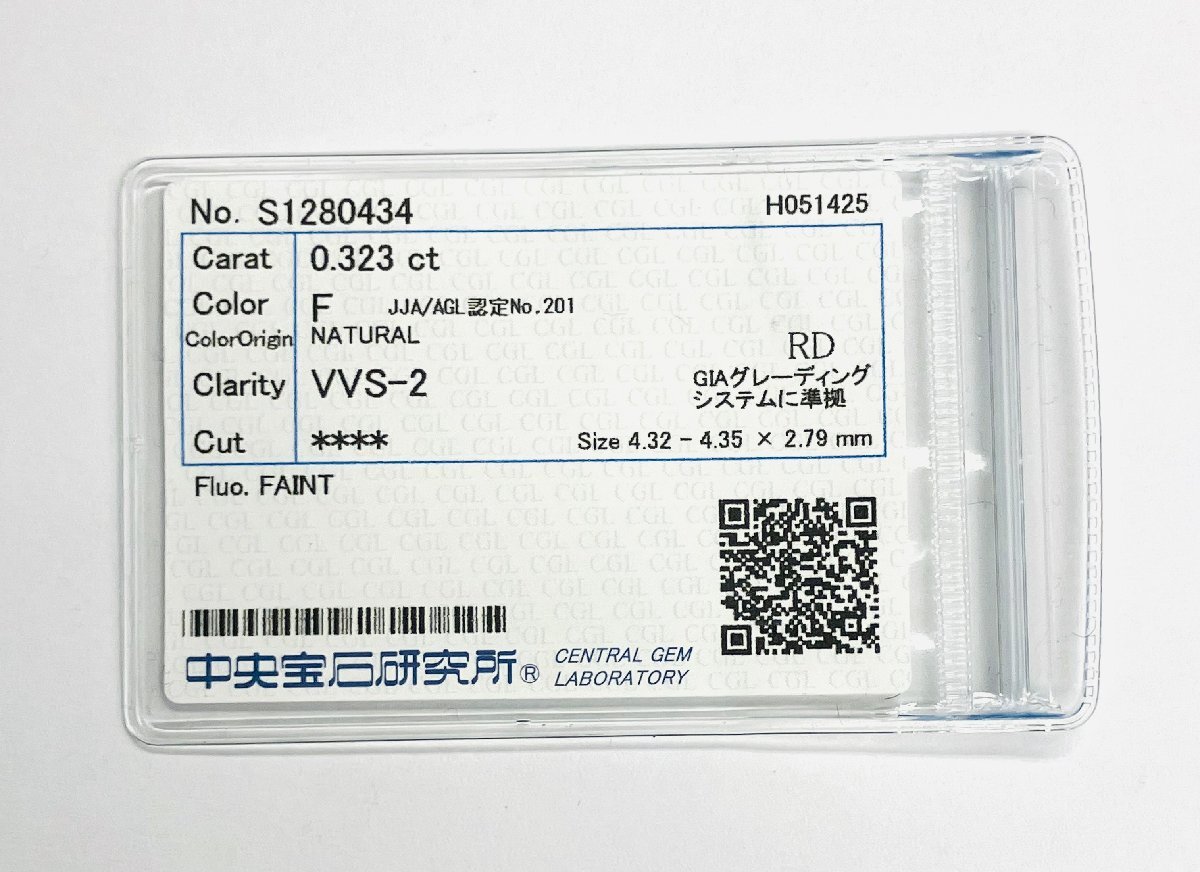 No. S1280434 H051425
Carat 0.323 ct
Color F JJA/AGL認定No.201
ColorOrigin NATURAL
RD
Clarity VVS-2 GIAグレーディング
システムに準拠
Cut **** Size 4.32 - 4.35 × 2.79 mm
Fluo. FAINT
中央宝石研究所® CENTRAL GEM
LABORATORY